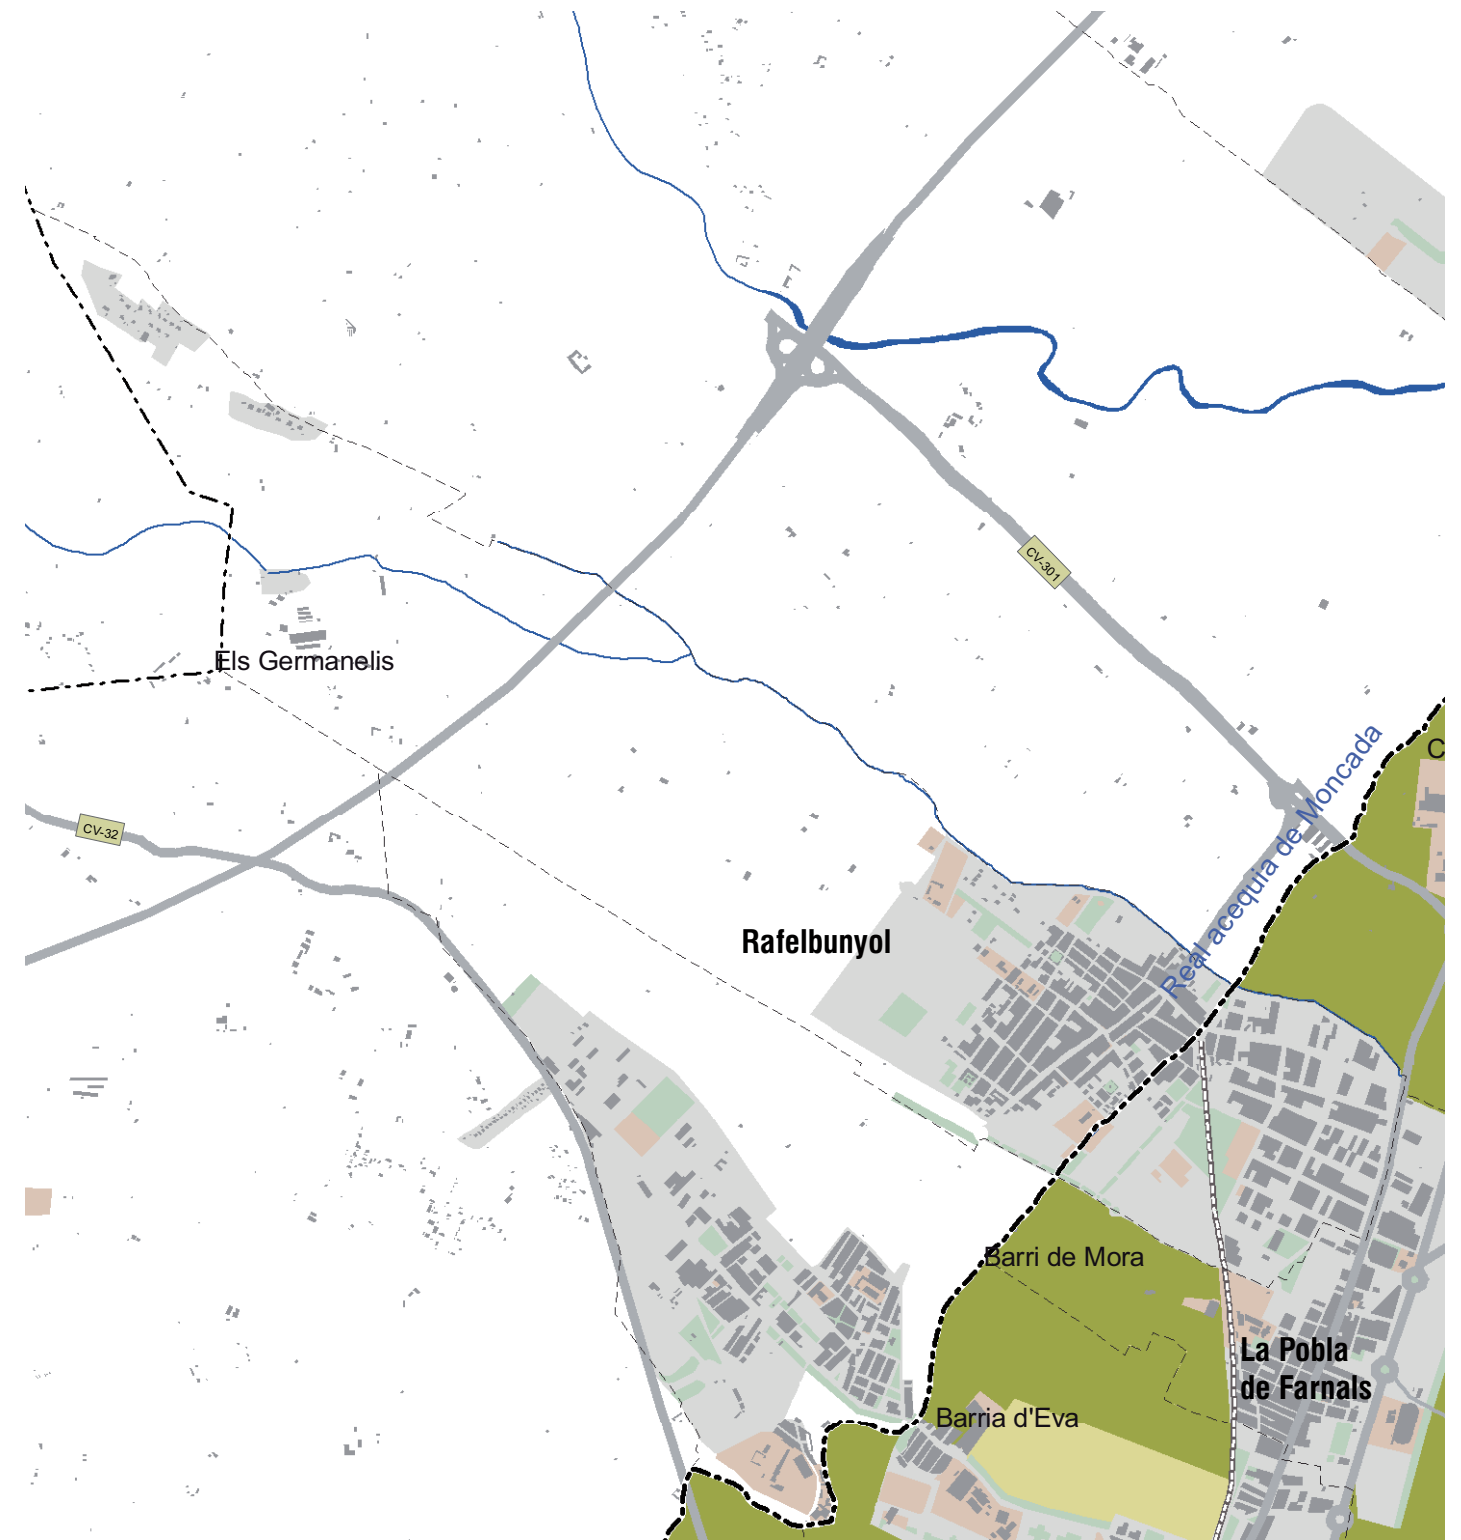 CV-301
Els Germanelis
Real acequia de Moncada
C
CV-32
Rafelbunyol
Barri de Mora
La Pobla
de Farnals
Barria d'Eva